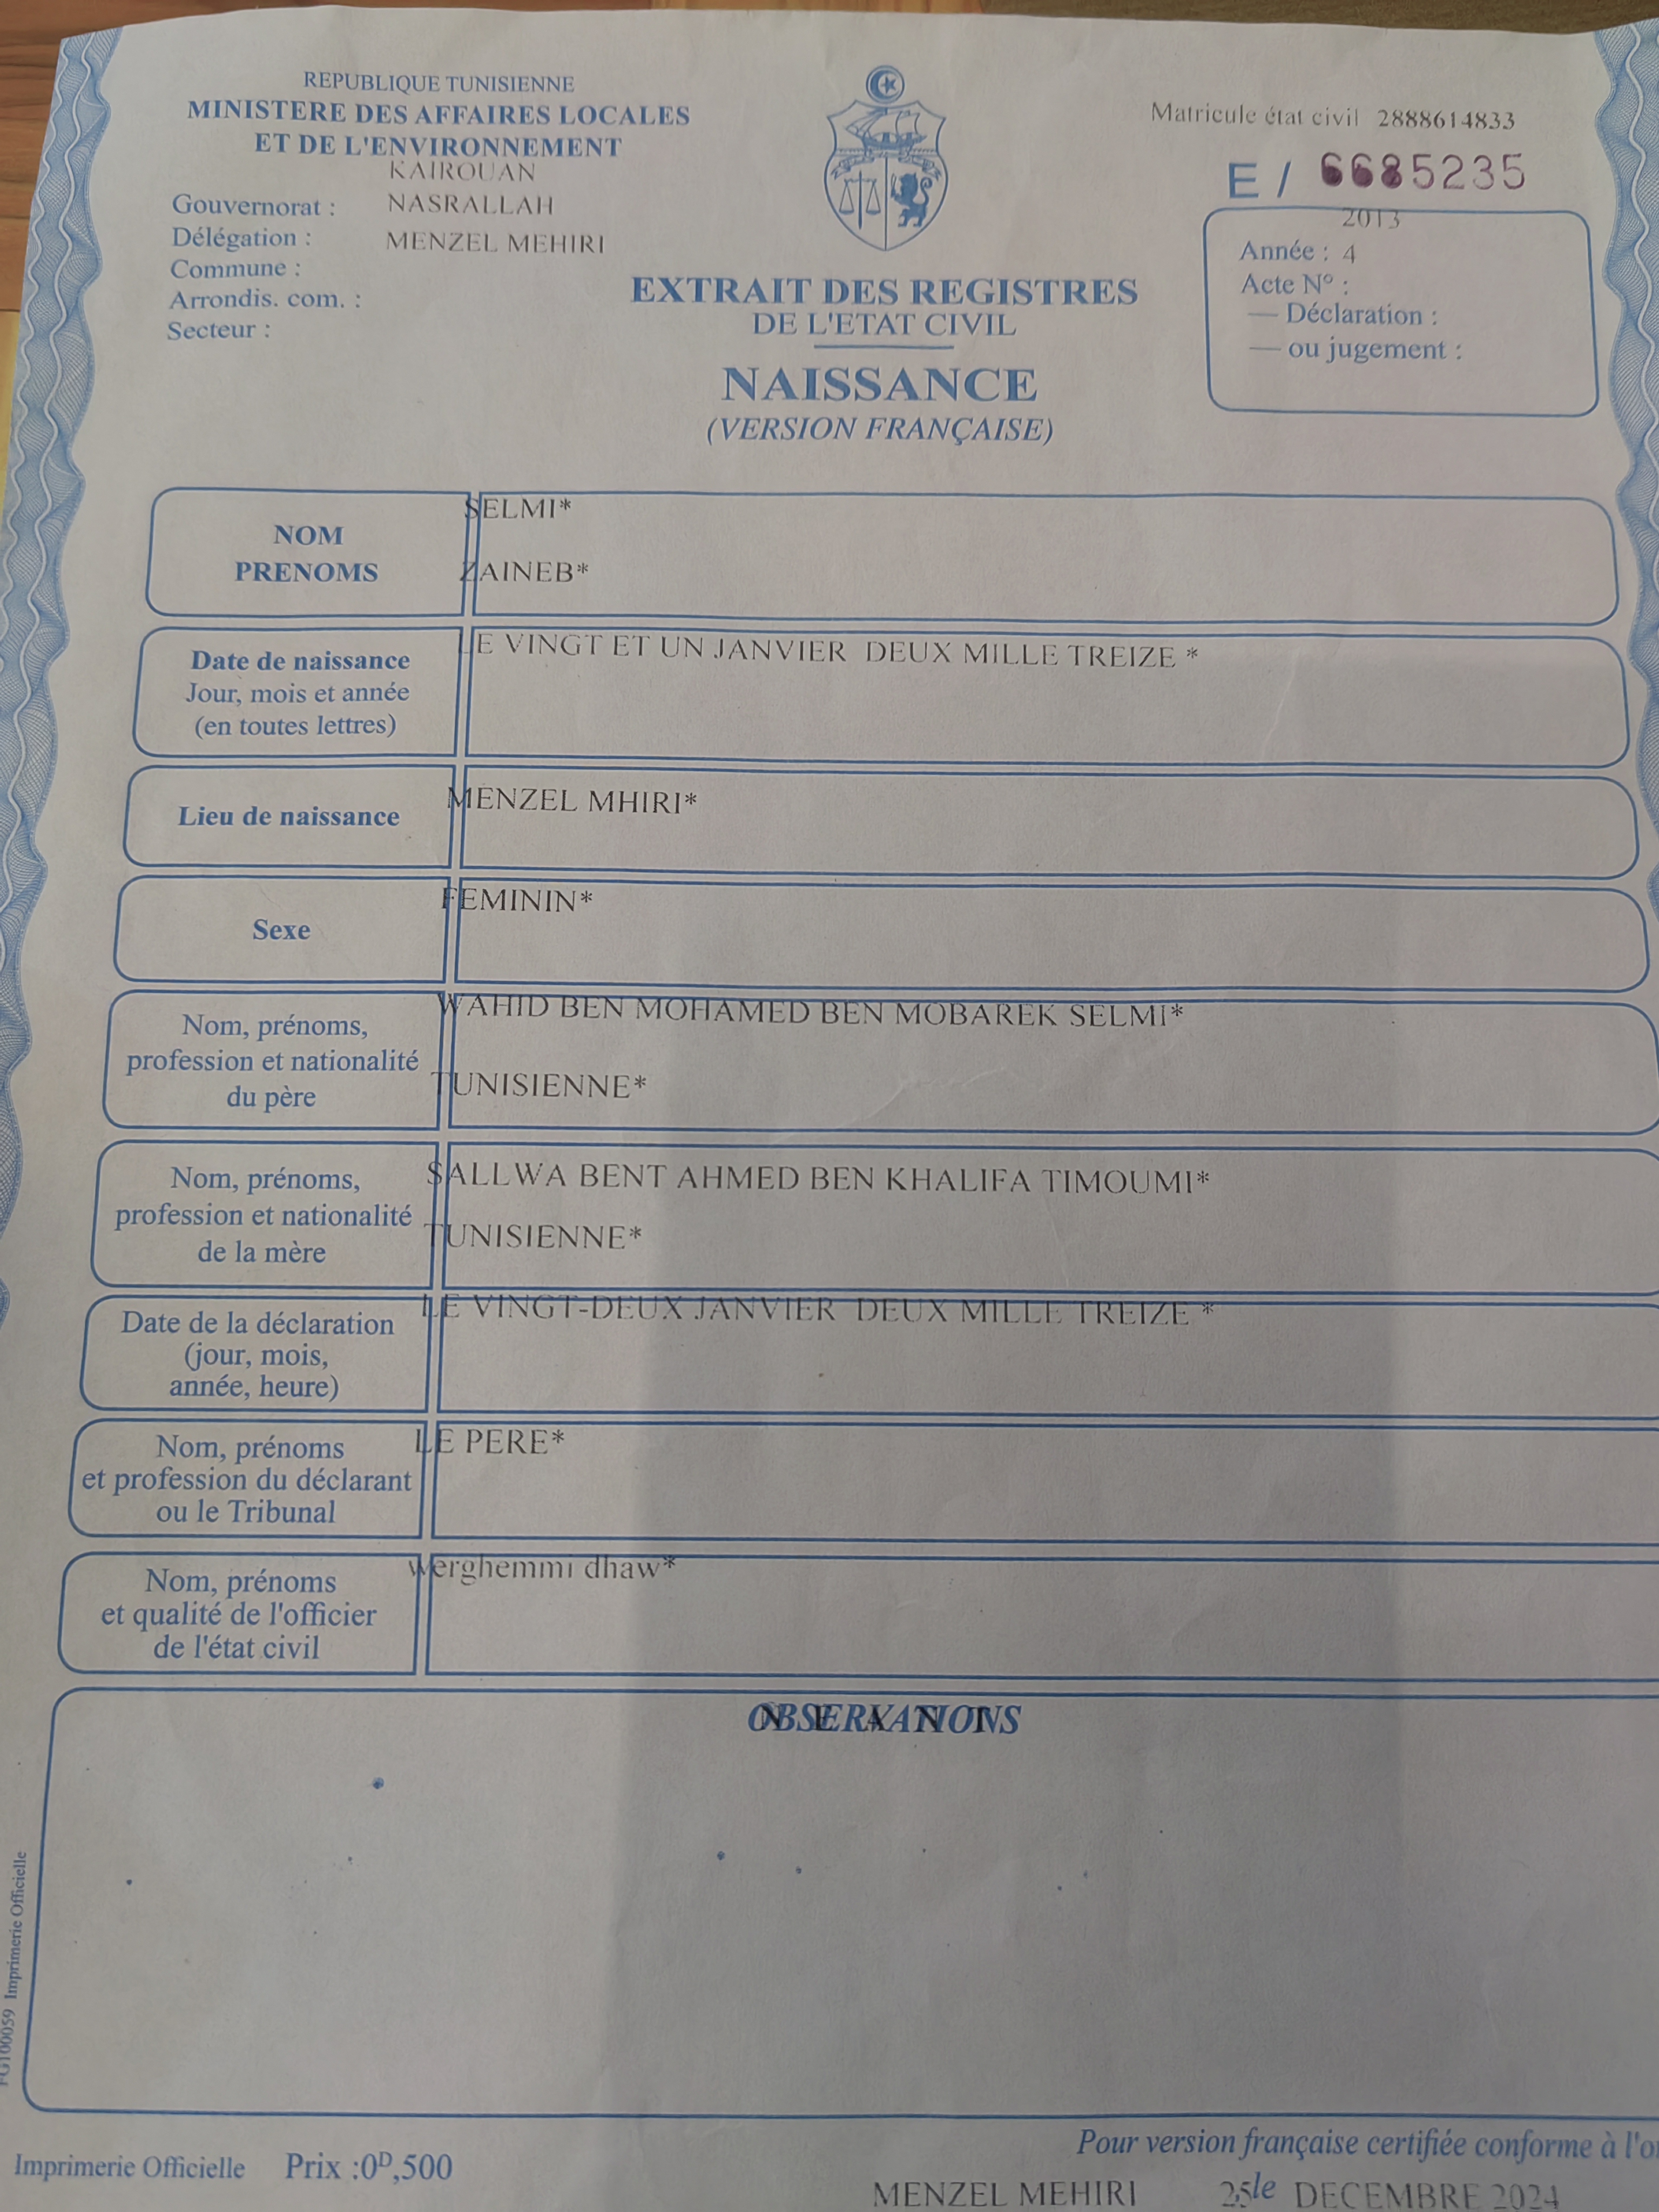 REPUBLIQUE TUNISIENNE
MINISTERE DES AFFAIRES LOCALES
ET DE L'ENVIRONNEMENT
KAIROUAN
Gouvernorat : NASRALLAH
Délégation : MENZEL MEHIRI
Commune :
Arrondis. com. :
Secteur :
Matricule état civil 2888614833
E / 6685235
2013
Année : 4
Acte N° :
— Déclaration :
— ou jugement :
EXTRAIT DES REGISTRES
DE L'ETAT CIVIL
NAISSANCE
(VERSION FRANÇAISE)
NOM
PRENOMS
SELMI*
ZAINEB*
Date de naissance
Jour, mois et année
(en toutes lettres)
LE VINGT ET UN JANVIER DEUX MILLE TREIZE *
Lieu de naissance
MENZEL MHIRI*
Sexe
FEMININ*
Nom, prénoms,
profession et nationalité
du père
WAHID BEN MOHAMED BEN MOBAREK SELMI*
TUNISIENNE*
Nom, prénoms,
profession et nationalité
de la mère
SALLWA BENT AHMED BEN KHALIFA TIMOUMI*
TUNISIENNE*
Date de la déclaration
(jour, mois,
année, heure)
LE VINGT-DEUX JANVIER DEUX MILLE TREIZE *
Nom, prénoms
et profession du déclarant
ou le Tribunal
LE PERE*
Nom, prénoms
et qualité de l'officier
de l'état civil
werghemmi dhaw*
OBSERVATIONS
N E A N T
FG100059 Imprimerie Officielle
Imprimerie Officielle Prix :0D,500
Pour version française certifiée conforme à
MENZEL MEHIRI 25 le DECEMBRE 2024